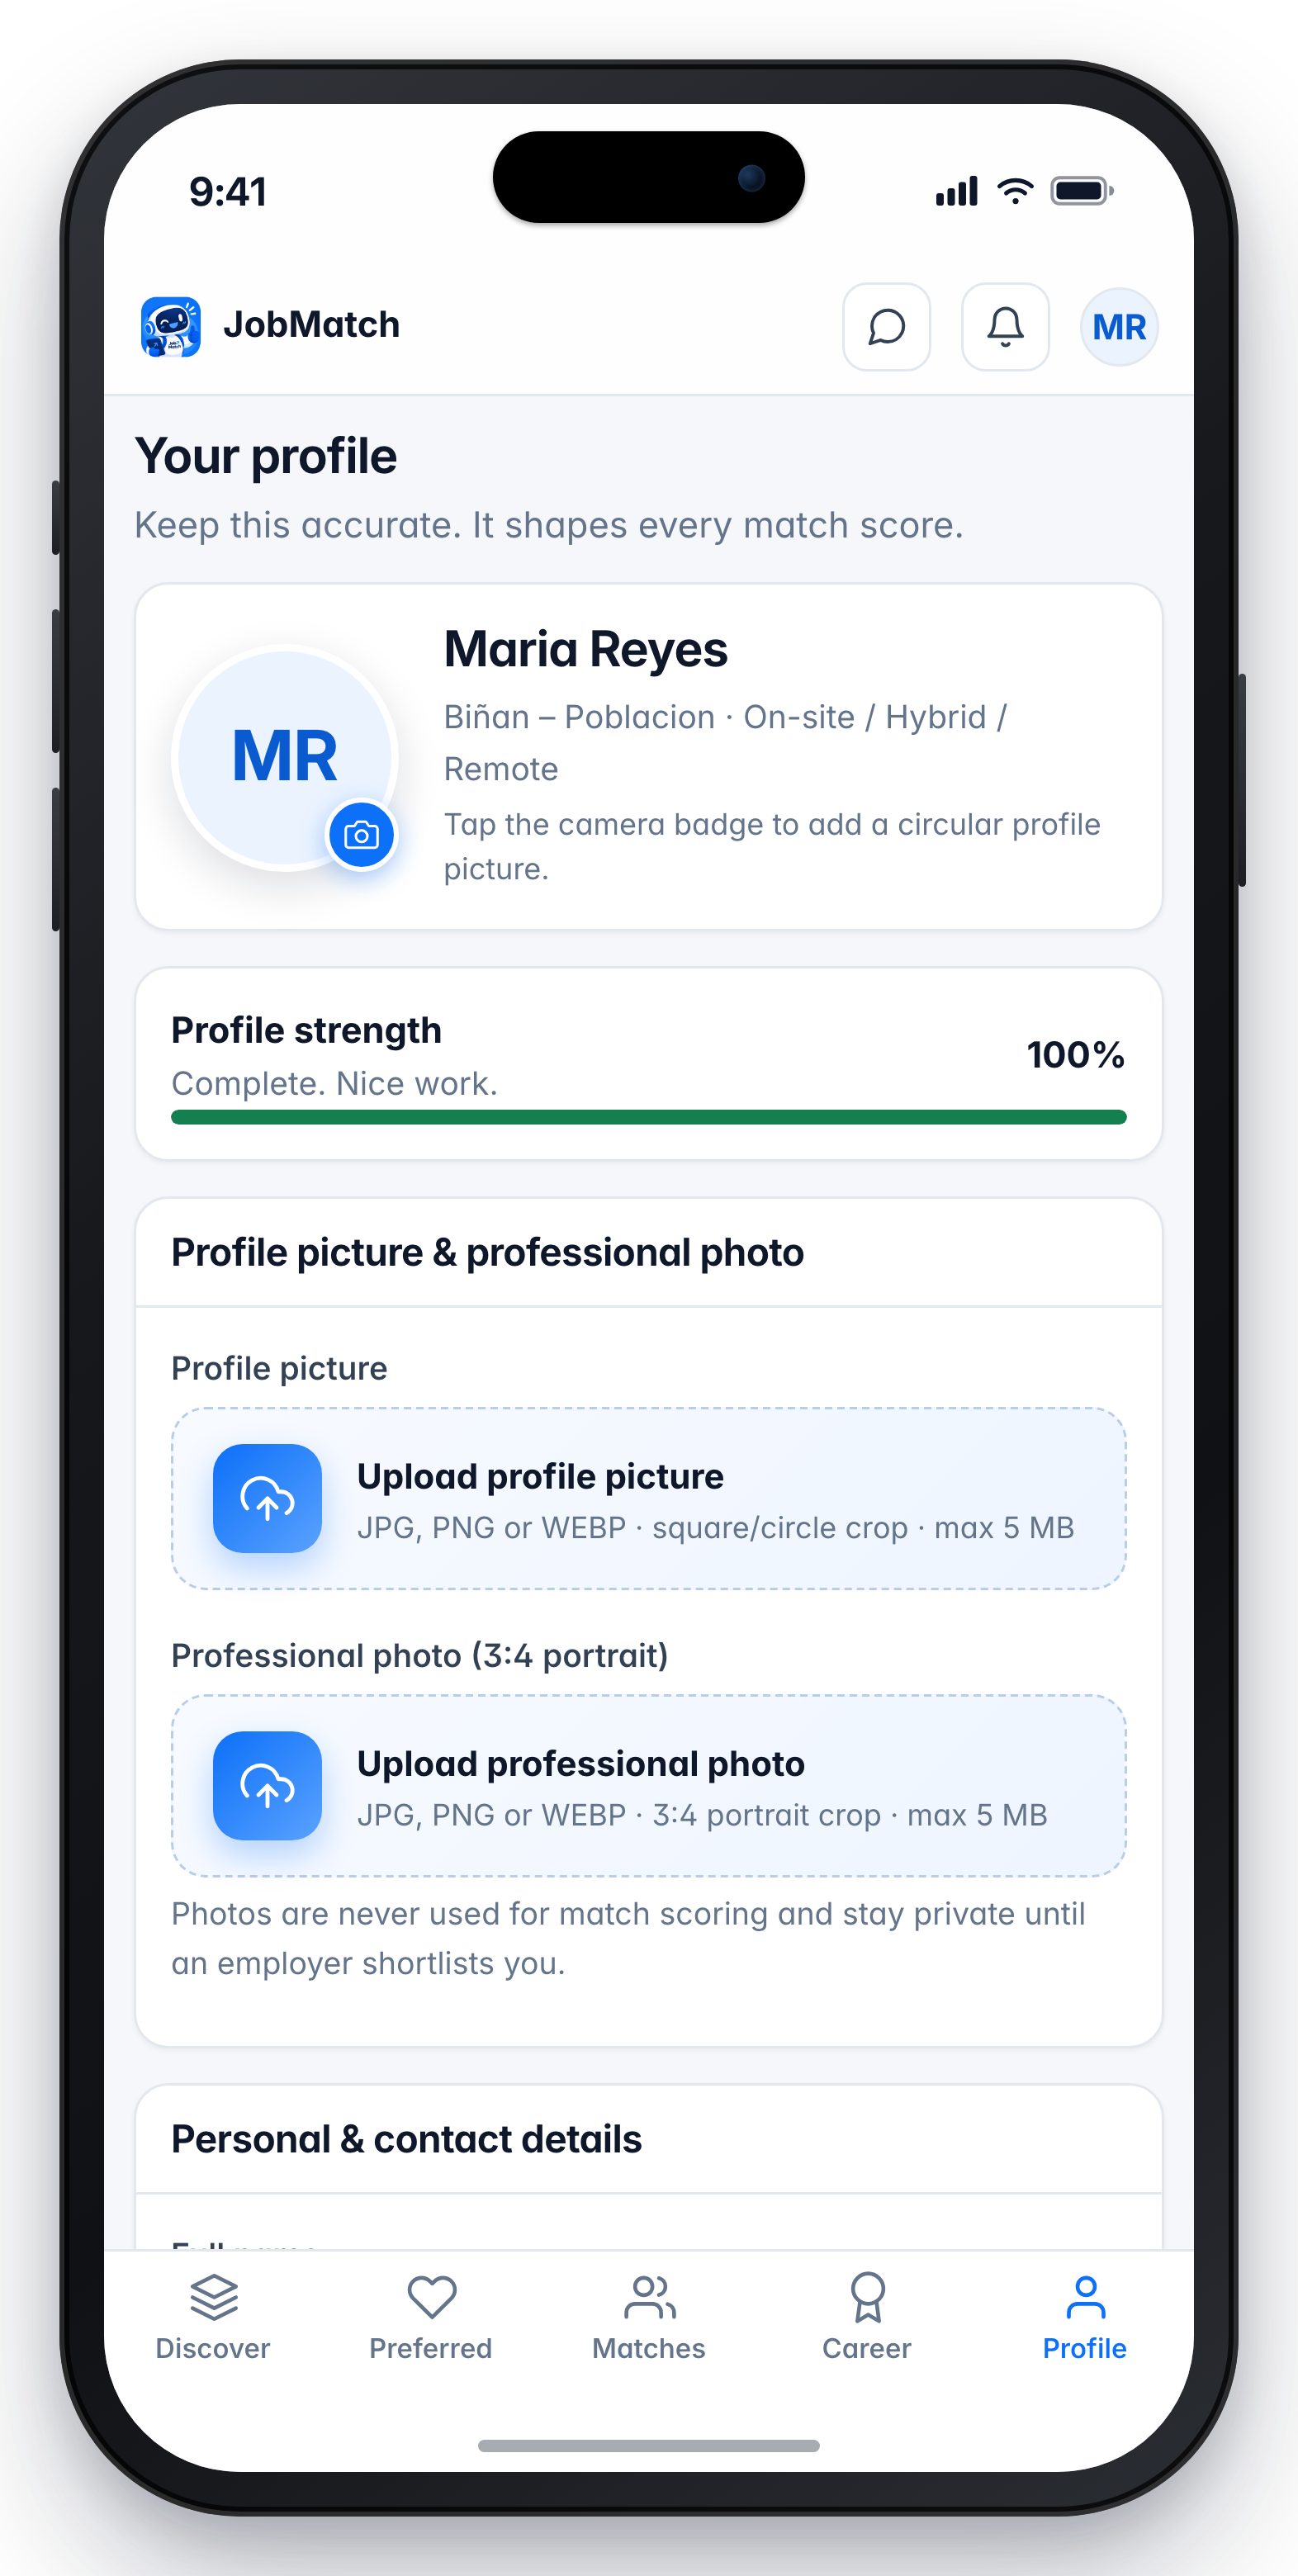 9:41
JobMatch
MR
Your profile
Keep this accurate. It shapes every match score.
MR
Maria Reyes
Biñan – Poblacion · On-site / Hybrid /
Remote
Tap the camera badge to add a circular profile
picture.
Profile strength
Complete. Nice work.
100%
Profile picture & professional photo
Profile picture
Upload profile picture
JPG, PNG or WEBP · square/circle crop · max 5 MB
Professional photo (3:4 portrait)
Upload professional photo
JPG, PNG or WEBP · 3:4 portrait crop · max 5 MB
Photos are never used for match scoring and stay private until
an employer shortlists you.
Personal & contact details
Discover
Preferred
Matches
Career
Profile